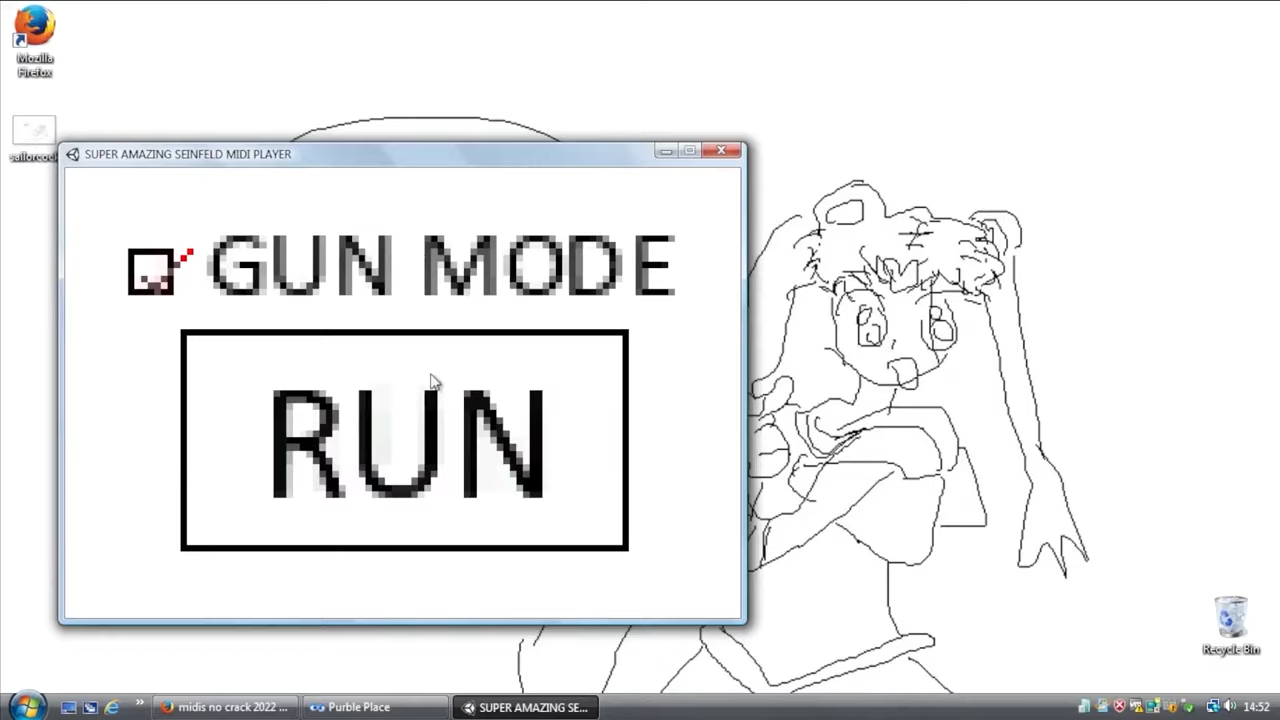 Mozilla
Firefox
SUPER AMAZING SEINFELD MIDI PLAYER
GUN MODE
RUN
Recycle Bin
midis no crack 2022 ...
Purble Place
SUPER AMAZING SE...
14:52